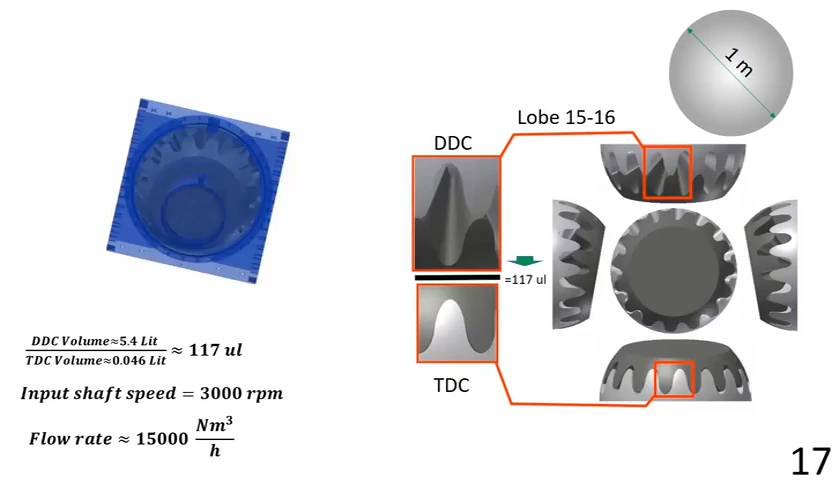 1 m
Lobe 15-16
DDC
=117 ul
TDC
DDC Volume≈5.4 Lit
TDC Volume≈0.046 Lit
≈ 117 ul
Input shaft speed = 3000 rpm
Flow rate ≈ 15000 Nm³
h
17